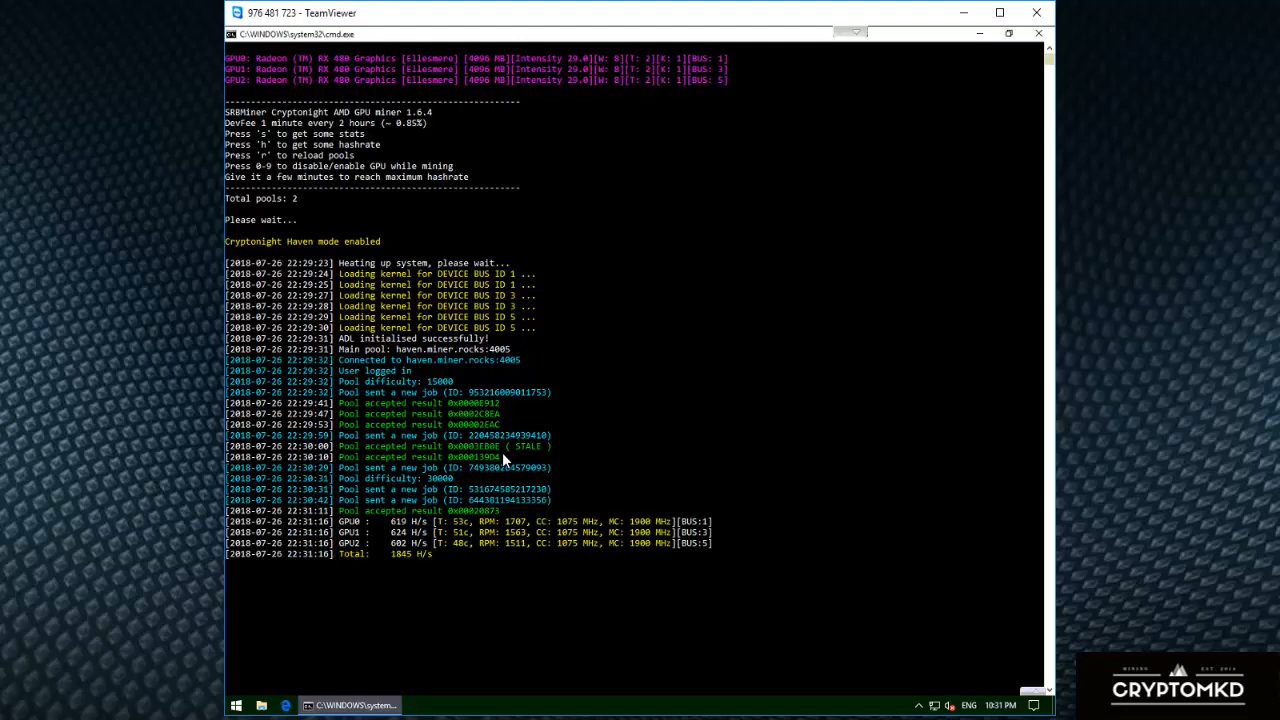 976 481 723 - TeamViewer
C:\WINDOWS\system32\cmd.exe
GPU0: Radeon (TM) RX 480 Graphics [Ellesmere] [4096 MB][Intensity 29.0][W: 8][T: 2][K: 1][BUS: 1]
GPU1: Radeon (TM) RX 480 Graphics [Ellesmere] [4096 MB][Intensity 29.0][W: 8][T: 2][K: 1][BUS: 3]
GPU2: Radeon (TM) RX 480 Graphics [Ellesmere] [4096 MB][Intensity 29.0][W: 8][T: 2][K: 1][BUS: 5]
---------------------------------------------------------
SRBMiner Cryptonight AMD GPU miner 1.6.4
DevFee 1 minute every 2 hours (~ 0.85%)
Press 's' to get some stats
Press 'h' to get some hashrate
Press 'r' to reload pools
Press 0-9 to disable/enable GPU while mining
Give it a few minutes to reach maximum hashrate
---------------------------------------------------------
Total pools: 2
Please wait...
Cryptonight Haven mode enabled
[2018-07-26 22:29:23] Heating up system, please wait...
[2018-07-26 22:29:24] Loading kernel for DEVICE BUS ID 1 ...
[2018-07-26 22:29:25] Loading kernel for DEVICE BUS ID 1 ...
[2018-07-26 22:29:27] Loading kernel for DEVICE BUS ID 3 ...
[2018-07-26 22:29:28] Loading kernel for DEVICE BUS ID 3 ...
[2018-07-26 22:29:29] Loading kernel for DEVICE BUS ID 5 ...
[2018-07-26 22:29:30] Loading kernel for DEVICE BUS ID 5 ...
[2018-07-26 22:29:31] ADL initialised successfully!
[2018-07-26 22:29:31] Main pool: haven.miner.rocks:4005
[2018-07-26 22:29:32] Connected to haven.miner.rocks:4005
[2018-07-26 22:29:32] User logged in
[2018-07-26 22:29:32] Pool difficulty: 15000
[2018-07-26 22:29:32] Pool sent a new job (ID: 953216009011753)
[2018-07-26 22:29:41] Pool accepted result 0x0000E912
[2018-07-26 22:29:47] Pool accepted result 0x0002C8EA
[2018-07-26 22:29:53] Pool accepted result 0x00002EAC
[2018-07-26 22:29:59] Pool sent a new job (ID: 220458234939410)
[2018-07-26 22:30:00] Pool accepted result 0x0003EB0E ( STALE )
[2018-07-26 22:30:10] Pool accepted result 0x000139D4
[2018-07-26 22:30:29] Pool sent a new job (ID: 749380204579093)
[2018-07-26 22:30:31] Pool difficulty: 30000
[2018-07-26 22:30:31] Pool sent a new job (ID: 531674585217230)
[2018-07-26 22:30:42] Pool sent a new job (ID: 644381194133356)
[2018-07-26 22:31:11] Pool accepted result 0x00020873
[2018-07-26 22:31:16] GPU0 : 619 H/s [T: 53c, RPM: 1707, CC: 1075 MHz, MC: 1900 MHz][BUS:1]
[2018-07-26 22:31:16] GPU1 : 624 H/s [T: 51c, RPM: 1563, CC: 1075 MHz, MC: 1900 MHz][BUS:3]
[2018-07-26 22:31:16] GPU2 : 602 H/s [T: 48c, RPM: 1511, CC: 1075 MHz, MC: 1900 MHz][BUS:5]
[2018-07-26 22:31:16] Total: 1845 H/s
C:\WINDOWS\system...
ENG
10:31 PM
MINING
CRYPTOMKD